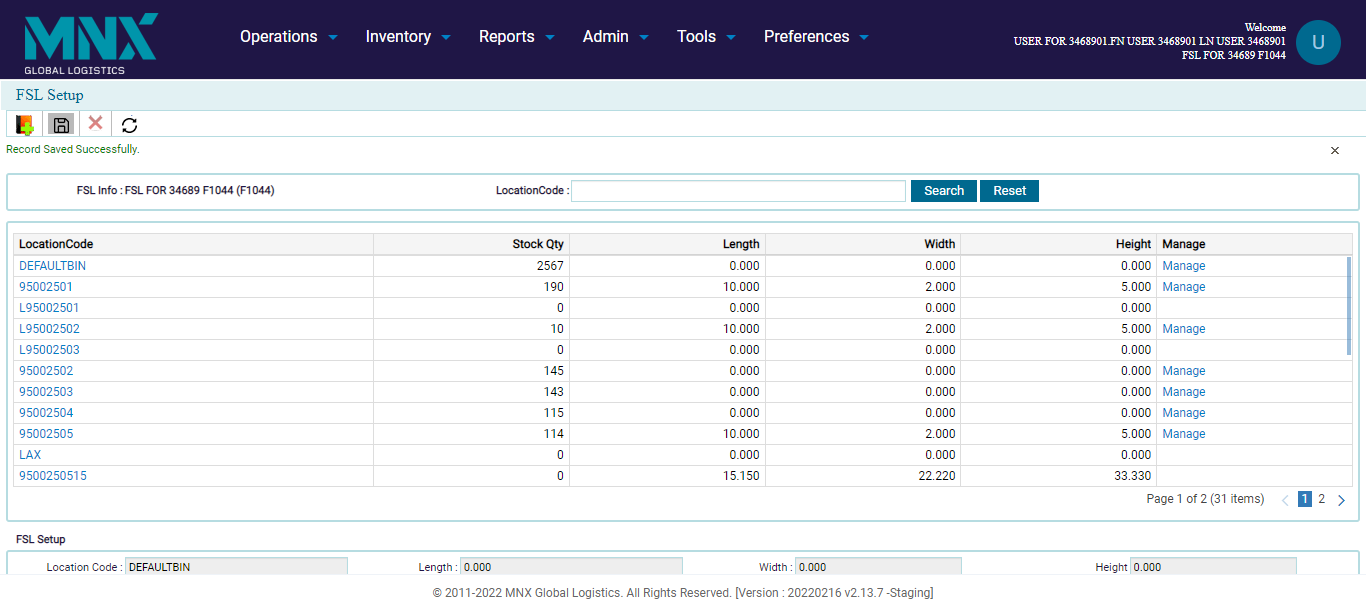 MNX
GLOBAL LOGISTICS
Operations Inventory Reports Admin Tools Preferences
Welcome
USER FOR 3468901.FN USER 3468901 LN USER 3468901
FSL FOR 34689 F1044
U
FSL Setup
Record Saved Successfully.
FSL Info : FSL FOR 34689 F1044 (F1044) LocationCode : Search Reset
LocationCode Stock Qty Length Width Height Manage
DEFAULTBIN 2567 0.000 0.000 0.000 Manage
95002501 190 10.000 2.000 5.000 Manage
L95002501 0 0.000 0.000 0.000
L95002502 10 10.000 2.000 5.000 Manage
L95002503 0 0.000 0.000 0.000
95002502 145 0.000 0.000 0.000 Manage
95002503 143 0.000 0.000 0.000 Manage
95002504 115 0.000 0.000 0.000 Manage
95002505 114 10.000 2.000 5.000 Manage
LAX 0 0.000 0.000 0.000
9500250515 0 15.150 22.220 33.330
Page 1 of 2 (31 items) 1 2
FSL Setup
Location Code : DEFAULTBIN Length : 0.000 Width : 0.000 Height 0.000
© 2011-2022 MNX Global Logistics. All Rights Reserved. [Version : 20220216 v2.13.7 -Staging]